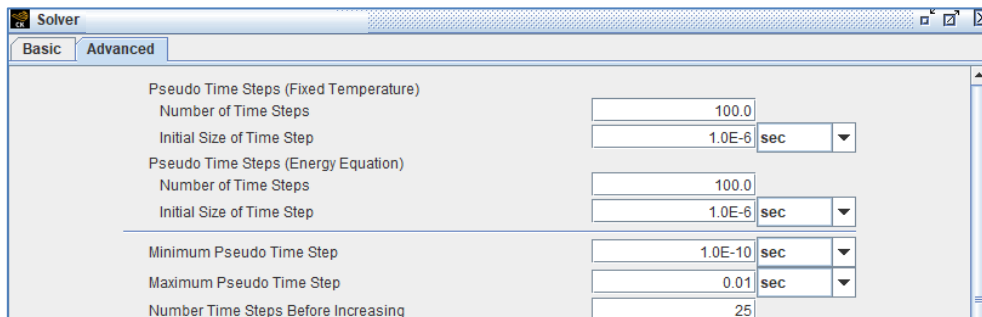 CK Solver
Basic Advanced
Pseudo Time Steps (Fixed Temperature)
Number of Time Steps 100.0
Initial Size of Time Step 1.0E-6 sec
Pseudo Time Steps (Energy Equation)
Number of Time Steps 100.0
Initial Size of Time Step 1.0E-6 sec
Minimum Pseudo Time Step 1.0E-10 sec
Maximum Pseudo Time Step 0.01 sec
Number Time Steps Before Increasing 25